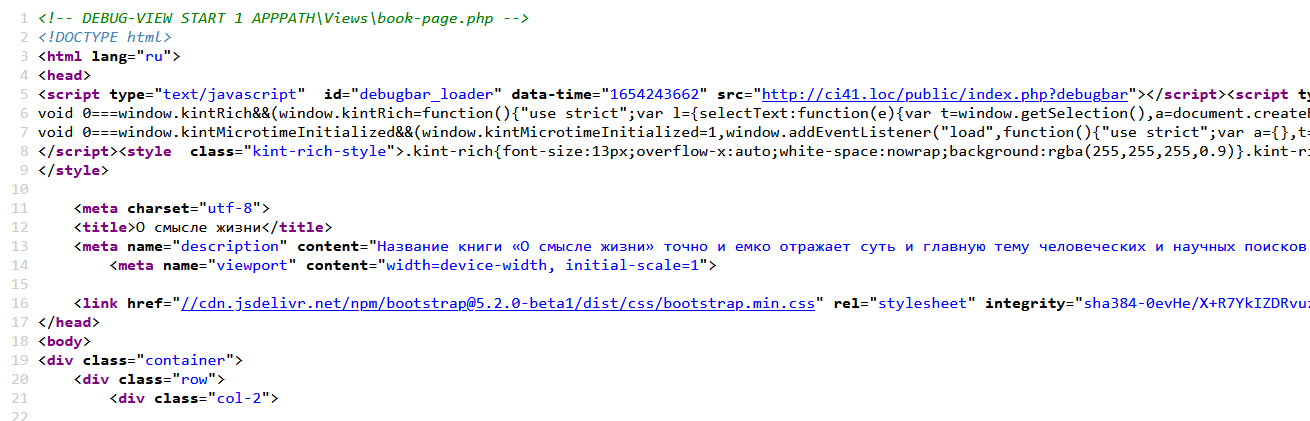 1 <!-- DEBUG-VIEW START 1 APPPATH\Views\book-page.php -->
2 <!DOCTYPE html>
3 <html lang="ru">
4 <head>
5 <script type="text/javascript"  id="debugbar_loader" data-time="1654243662" src="http://ci41.loc/public/index.php?debugbar"></script><script ty
6 void 0===window.kintRich&&(window.kintRich=function(){"use strict";var l={selectText:function(e){var t=window.getSelection(),a=document.create
7 void 0===window.kintMicrotimeInitialized&&(window.kintMicrotimeInitialized=1,window.addEventListener("load",function(){"use strict";var a={},t=
8 </script><style  class="kint-rich-style">.kint-rich{font-size:13px;overflow-x:auto;white-space:nowrap;background:rgba(255,255,255,0.9)}.kint-ri
9 </style>
10
11     <meta charset="utf-8">
12     <title>О смысле жизни</title>
13     <meta name="description" content="Название книги «О смысле жизни» точно и емко отражает суть и главную тему человеческих и научных поисков
14         <meta name="viewport" content="width=device-width, initial-scale=1">
15
16     <link href="//cdn.jsdelivr.net/npm/bootstrap@5.2.0-beta1/dist/css/bootstrap.min.css" rel="stylesheet" integrity="sha384-0evHe/X+R7YkIZDRvuz
17 </head>
18 <body>
19 <div class="container">
20     <div class="row">
21         <div class="col-2">
22